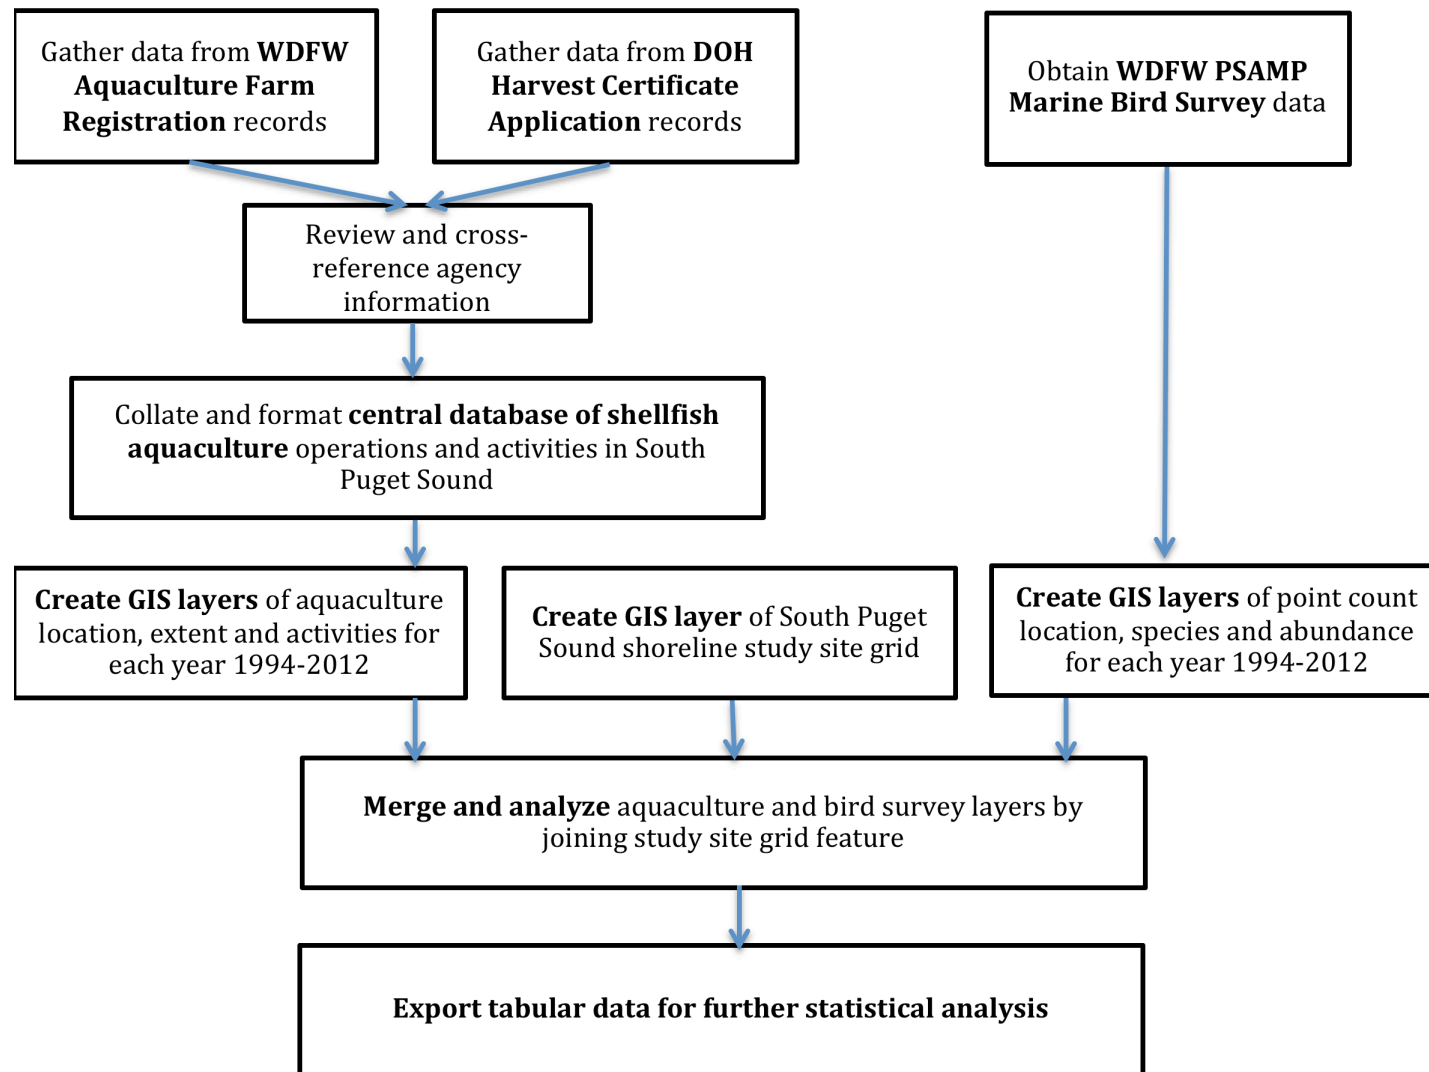 Gather data from WDFW
Aquaculture Farm
Registration records
Gather data from DOH
Harvest Certificate
Application records
Obtain WDFW PSAMP
Marine Bird Survey data
Review and cross-
reference agency
information
Collate and format central database of shellfish
aquaculture operations and activities in South
Puget Sound
Create GIS layers of aquaculture
location, extent and activities for
each year 1994-2012
Create GIS layer of South Puget
Sound shoreline study site grid
Create GIS layers of point count
location, species and abundance
for each year 1994-2012
Merge and analyze aquaculture and bird survey layers by
joining study site grid feature
Export tabular data for further statistical analysis